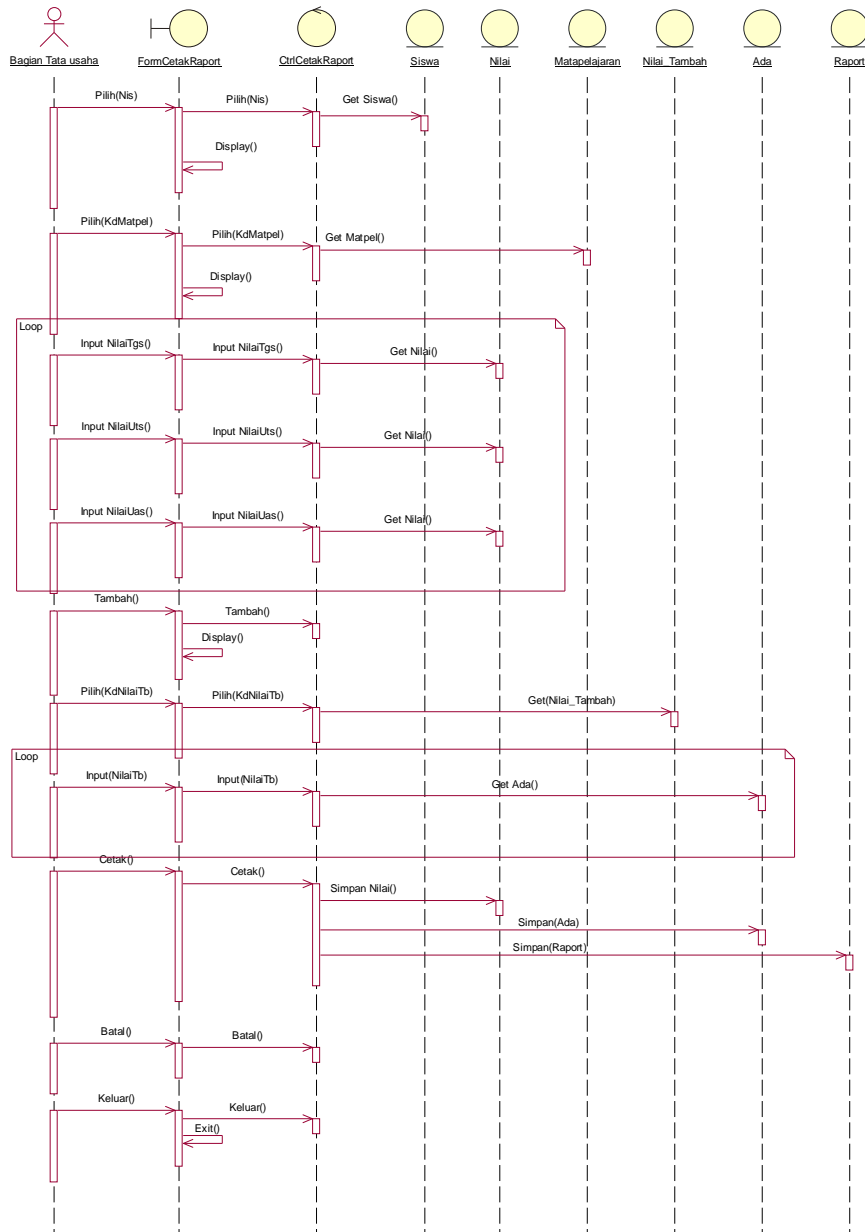 Bagian Tata usaha
FormCetakRaport
CtrlCetakRaport
Siswa
Nilai
Matapelajaran
Nilai_Tambah
Ada
Raport
Pilih(Nis)
Pilih(Nis)
Get Siswa()
Display()
Pilih(KdMatpel)
Pilih(KdMatpel)
Get Matpel()
Display()
Loop
Input NilaiTgs()
Input NilaiTgs()
Get Nilai()
Input NilaiUts()
Input NilaiUts()
Get Nilai()
Input NilaiUas()
Input NilaiUas()
Get Nilai()
Tambah()
Tambah()
Display()
Pilih(KdNilaiTb)
Pilih(KdNilaiTb)
Get(Nilai_Tambah)
Loop
Input(NilaiTb)
Input(NilaiTb)
Get Ada()
Cetak()
Cetak()
Simpan Nilai()
Simpan(Ada)
Simpan(Raport)
Batal()
Batal()
Keluar()
Keluar()
Exit()